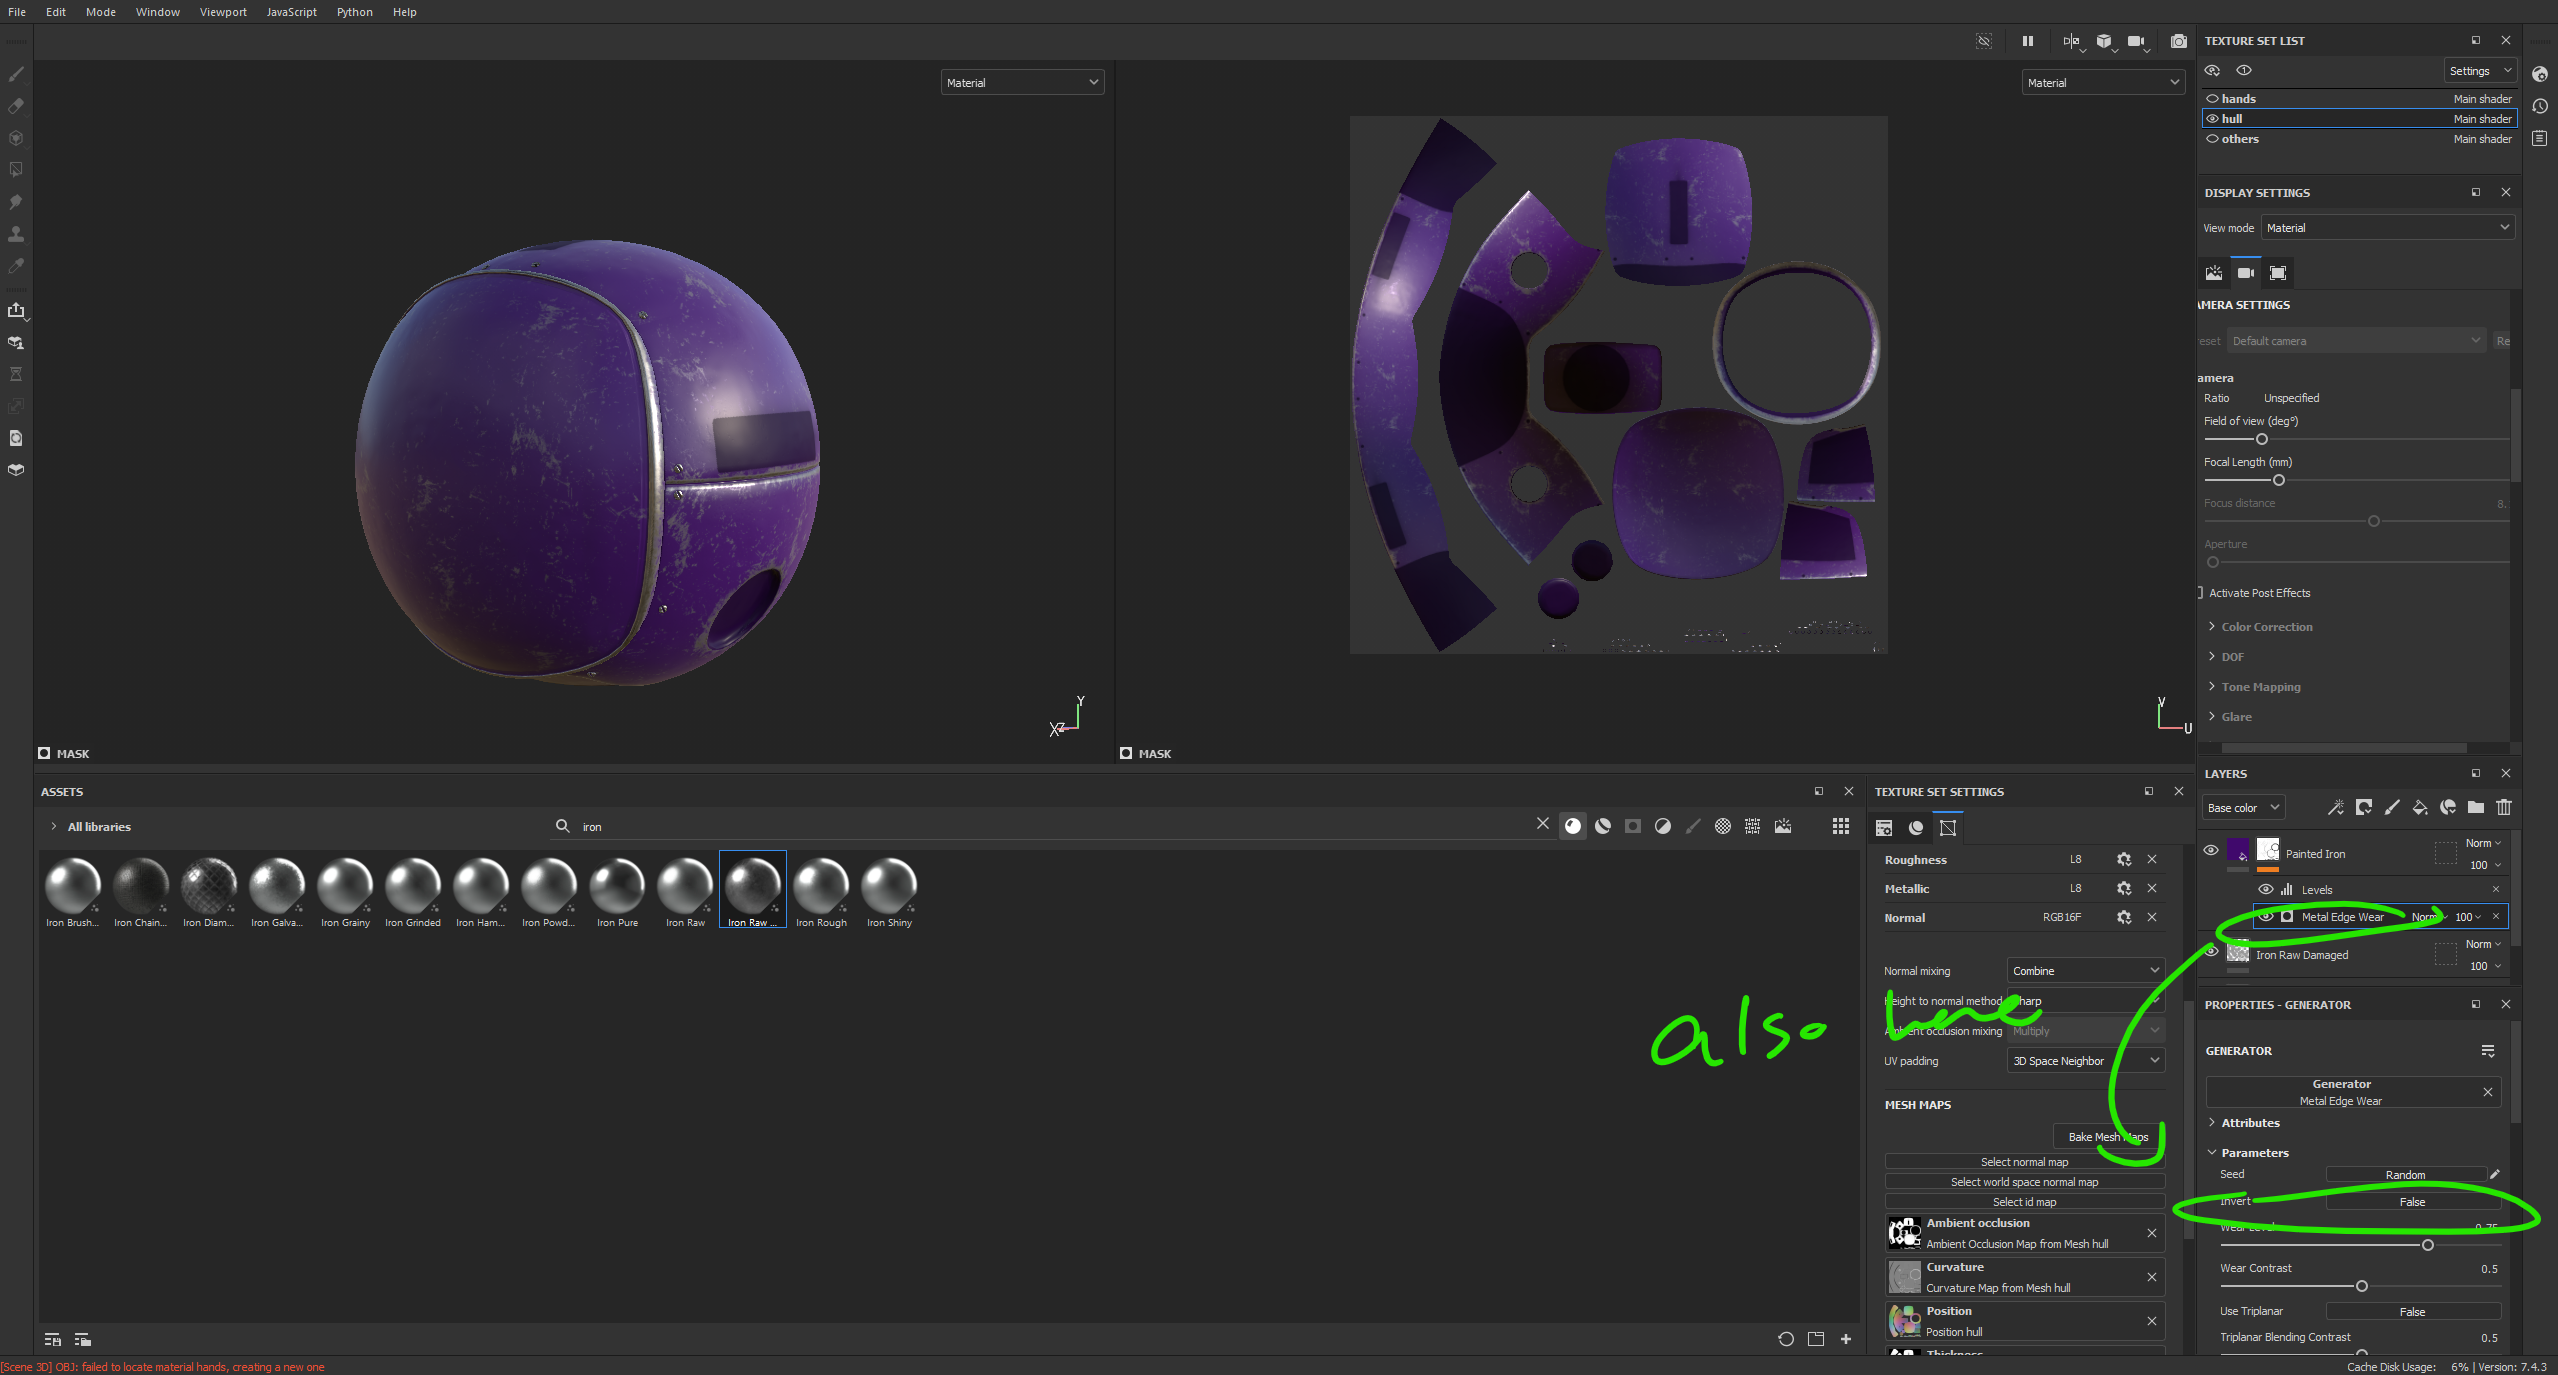 File Edit Mode Window Viewport JavaScript Python Help
Material
Material
MASK
MASK
Y
X
Z
V
U
TEXTURE SET LIST
Settings
hands Main shader
hull Main shader
others Main shader
DISPLAY SETTINGS
View mode Material
AMERA SETTINGS
reset Default camera Re
amera
Ratio Unspecified
Field of view (deg°)
Focal Length (mm)
Focus distance 8.
Aperture
Activate Post Effects
Color Correction
DOF
Tone Mapping
Glare
ASSETS
All libraries
iron
Iron Brush... Iron Chain... Iron Diam... Iron Galva... Iron Grainy Iron Grinded Iron Ham... Iron Powd... Iron Pure Iron Raw Iron Raw ... Iron Rough Iron Shiny
TEXTURE SET SETTINGS
Roughness L8
Metallic L8
Normal RGB16F
Normal mixing Combine
Height to normal method Sharp
Ambient occlusion mixing Multiply
UV padding 3D Space Neighbor
also here
MESH MAPS
Bake Mesh Maps
Select normal map
Select world space normal map
Select id map
Ambient occlusion
Ambient Occlusion Map from Mesh hull
Curvature
Curvature Map from Mesh hull
Position
Position hull
Thickness
LAYERS
Base color
Painted Iron Norm
100
Levels
Metal Edge Wear Norm 100
Iron Raw Damaged Norm
100
PROPERTIES - GENERATOR
GENERATOR
Generator
Metal Edge Wear
Attributes
Parameters
Seed Random
Invert False
Wear Level 0.75
Wear Contrast 0.5
Use Triplanar False
Triplanar Blending Contrast 0.5
[Scene 3D] OBJ: failed to locate material hands, creating a new one
Cache Disk Usage: 6% | Version: 7.4.3